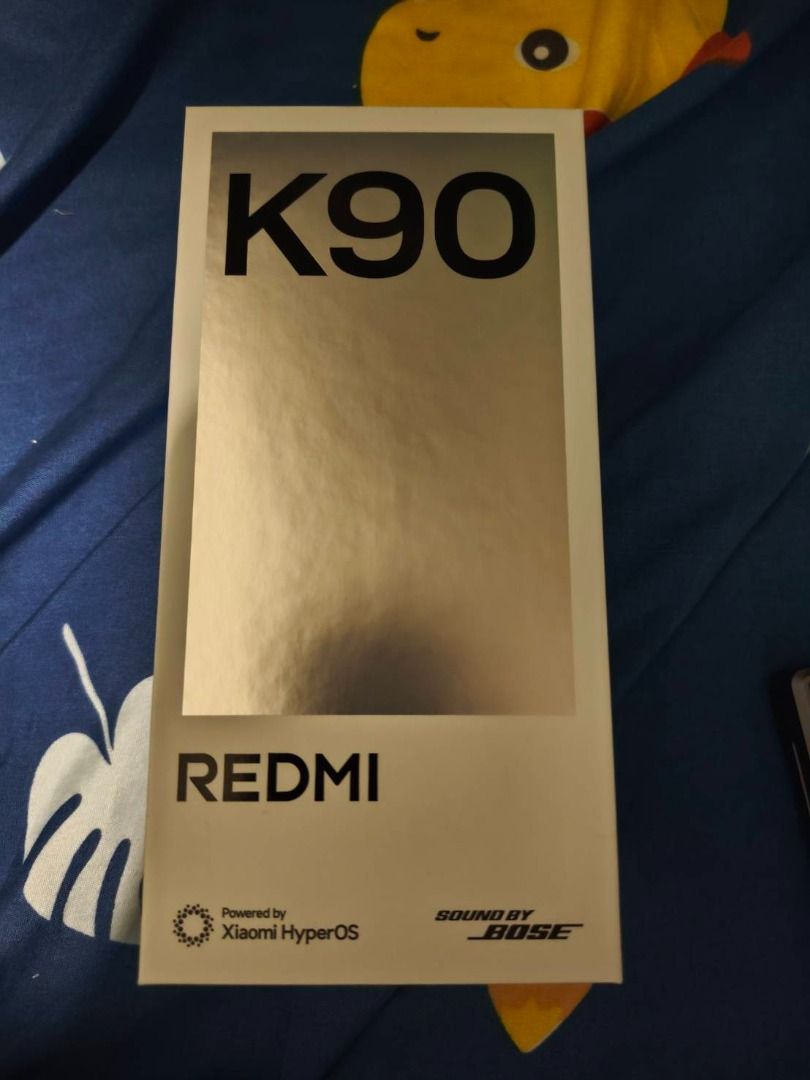 K90
REDMI
Powered by
Xiaomi HyperOS
SOUND BY
BOSE